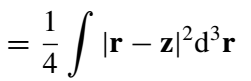 = 1/4 ∫ |r − z|²d³r